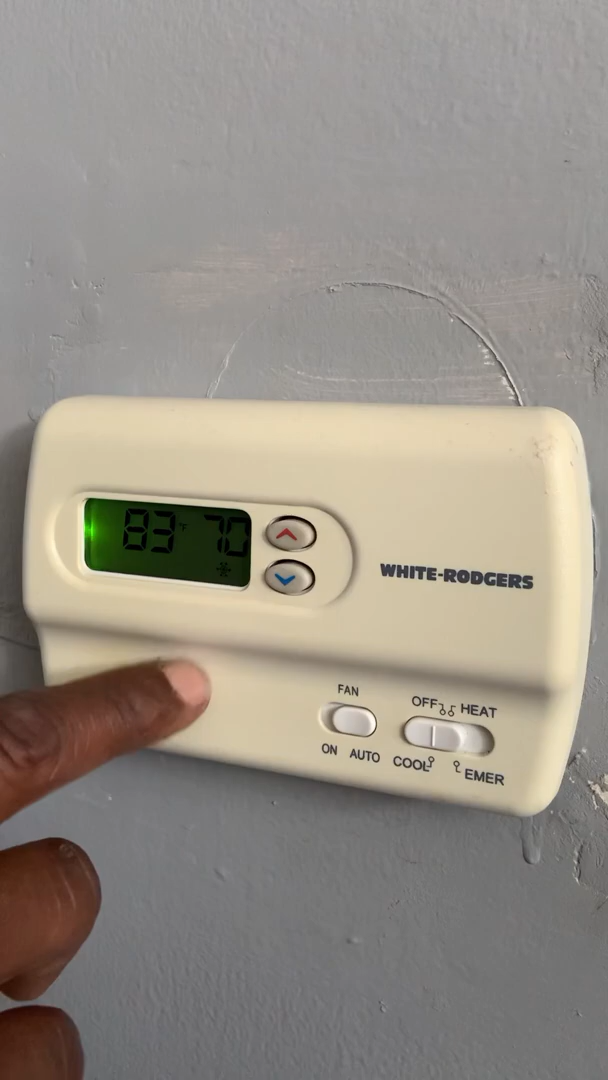 83 °F 70
WHITE-RODGERS
FAN
ON AUTO
OFF HEAT
COOL EMER